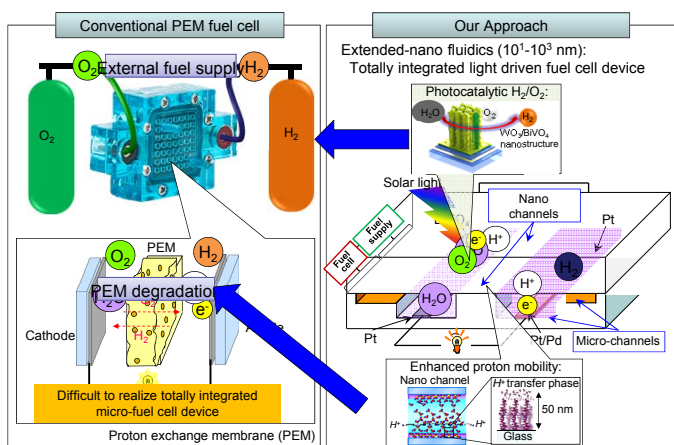 Conventional PEM fuel cell
O2
External fuel supply
H2
O2
H2
PEM
O2
H2
PEM degradation
H2
e-
Cathode
Difficult to realize totally integrated
micro-fuel cell device
Proton exchange membrane (PEM)
Our Approach
Extended-nano fluidics (10¹-10³ nm):
Totally integrated light driven fuel cell device
Photocatalytic H2/O2:
H2O
O2
H2
WO3/BiVO4
nanostructure
Solar light
Nano
channels
Fuel
supply
Fuel
cell
Pt
e-
H+
O2
H2
H+
H2O
e-
Pt
Pt/Pd
Micro-channels
Enhanced proton mobility:
Nano channel
H+ transfer phase
H+
H+
50 nm
Glass